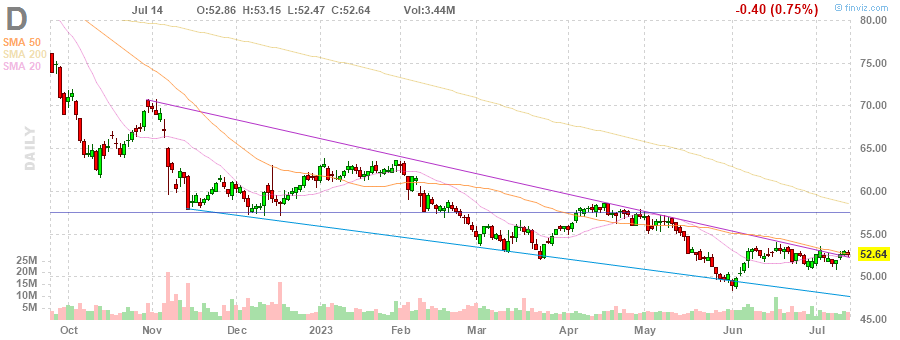 D Jul 14 O:52.86 H:53.15 L:52.47 C:52.64 Vol:3.44M -0.40 (0.75%) © finviz.com
SMA 50
SMA 200
SMA 20
DAILY
80.00
75.00
70.00
65.00
60.00
55.00
52.64
50.00
45.00
25M
20M
15M
10M
5M
Oct Nov Dec 2023 Feb Mar Apr May Jun Jul